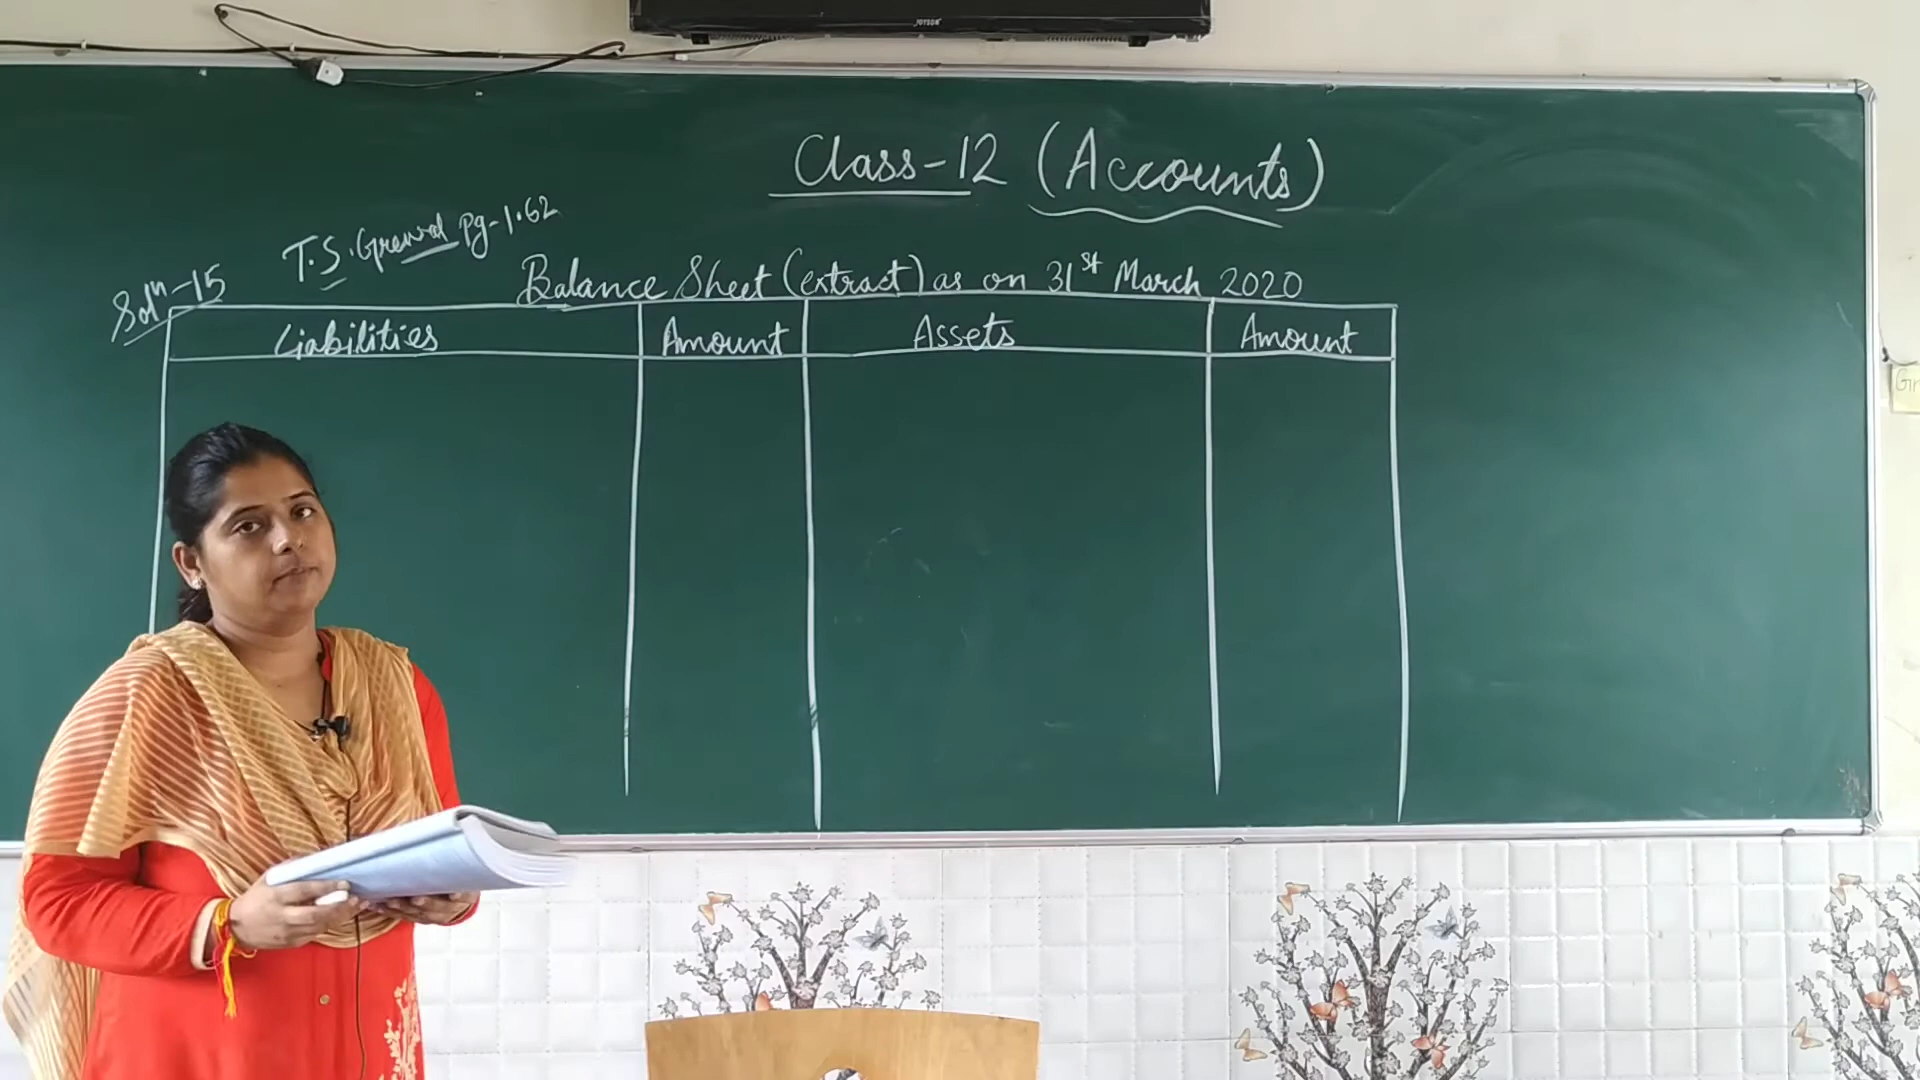 Class-12 (Accounts)
T.S. Grewal Pg-1.62
Solⁿ-15
Balance Sheet (extract) as on 31st March 2020
Liabilities Amount Assets Amount